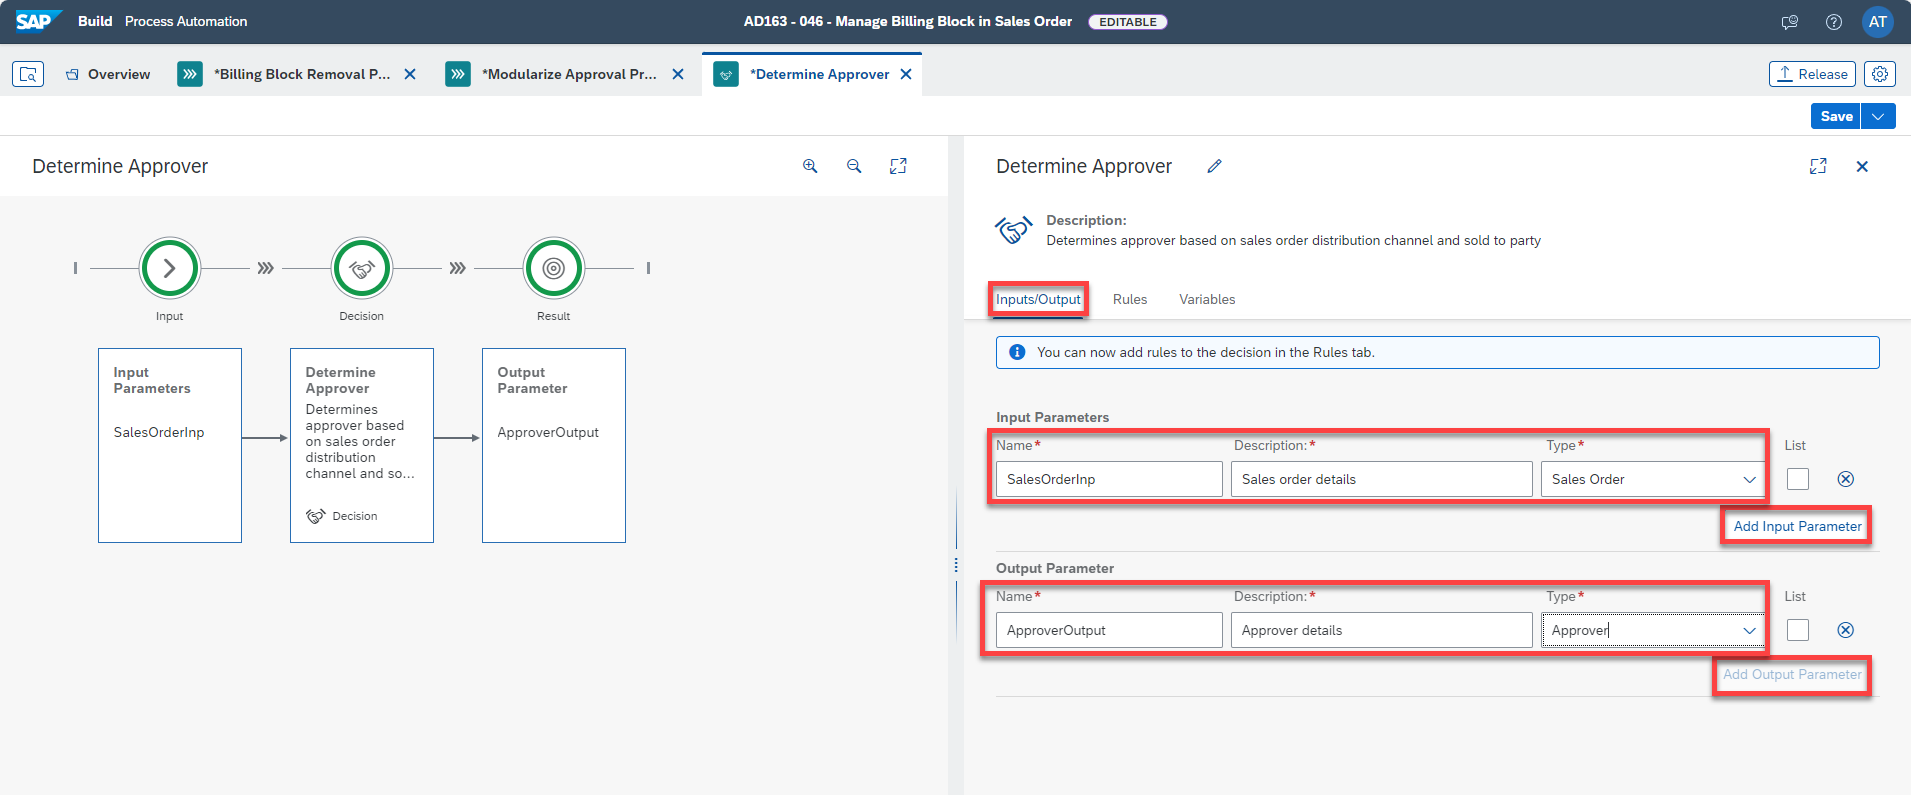 SAP Build Process Automation
AD163 - 046 - Manage Billing Block in Sales Order EDITABLE
AT
Overview
*Billing Block Removal P...
*Modularize Approval Pr...
*Determine Approver
Release
Save
Determine Approver
Input
Decision
Result
Input
Parameters
SalesOrderInp
Determine
Approver
Determines
approver based
on sales order
distribution
channel and so...
Decision
Output
Parameter
ApproverOutput
Determine Approver
Description:
Determines approver based on sales order distribution channel and sold to party
Inputs/Output Rules Variables
You can now add rules to the decision in the Rules tab.
Input Parameters
Name* Description:* Type* List
SalesOrderInp Sales order details Sales Order
Add Input Parameter
Output Parameter
Name* Description:* Type* List
ApproverOutput Approver details Approver
Add Output Parameter